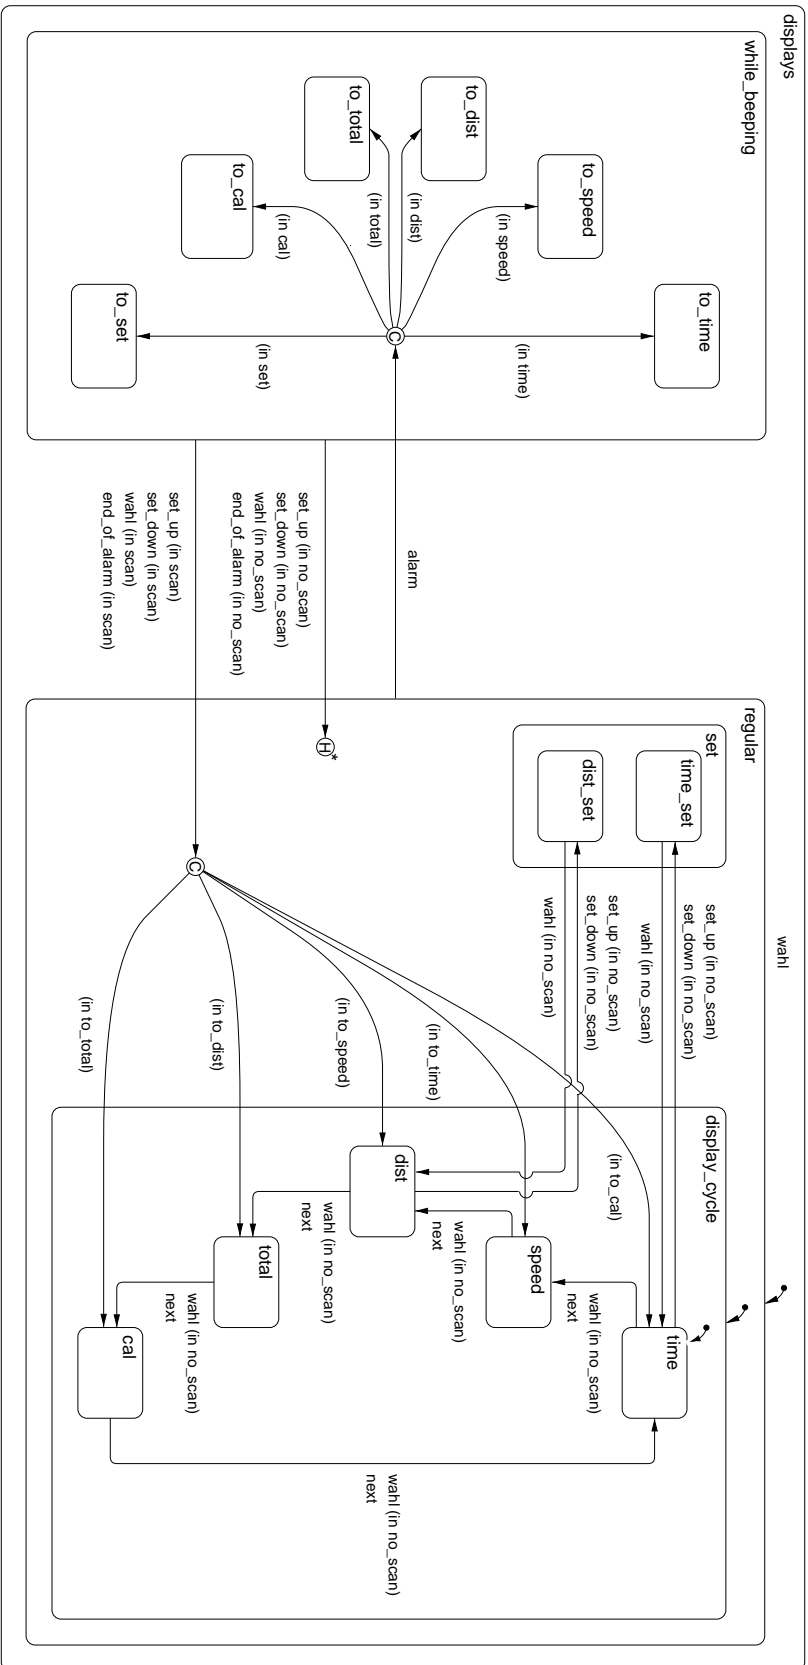 displays
while_beeping
to_time
to_speed
to_dist
to_total
to_cal
to_set
(in time)
(in speed)
(in dist)
(in total)
(in cal)
(in set)
C
alarm
set_up (in no_scan)
set_down (in no_scan)
wahl (in no_scan)
end_of_alarm (in no_scan)
set_up (in scan)
set_down (in scan)
wahl (in scan)
end_of_alarm (in scan)
wahl
regular
set
time_set
dist_set
H*
C
set_up (in no_scan)
set_down (in no_scan)
wahl (in no_scan)
set_up (in no_scan)
set_down (in no_scan)
wahl (in no_scan)
(in to_cal)
(in to_time)
(in to_speed)
(in to_dist)
(in to_total)
display_cycle
time
wahl (in no_scan)
next
speed
wahl (in no_scan)
next
dist
wahl (in no_scan)
next
total
wahl (in no_scan)
next
cal
wahl (in no_scan)
next